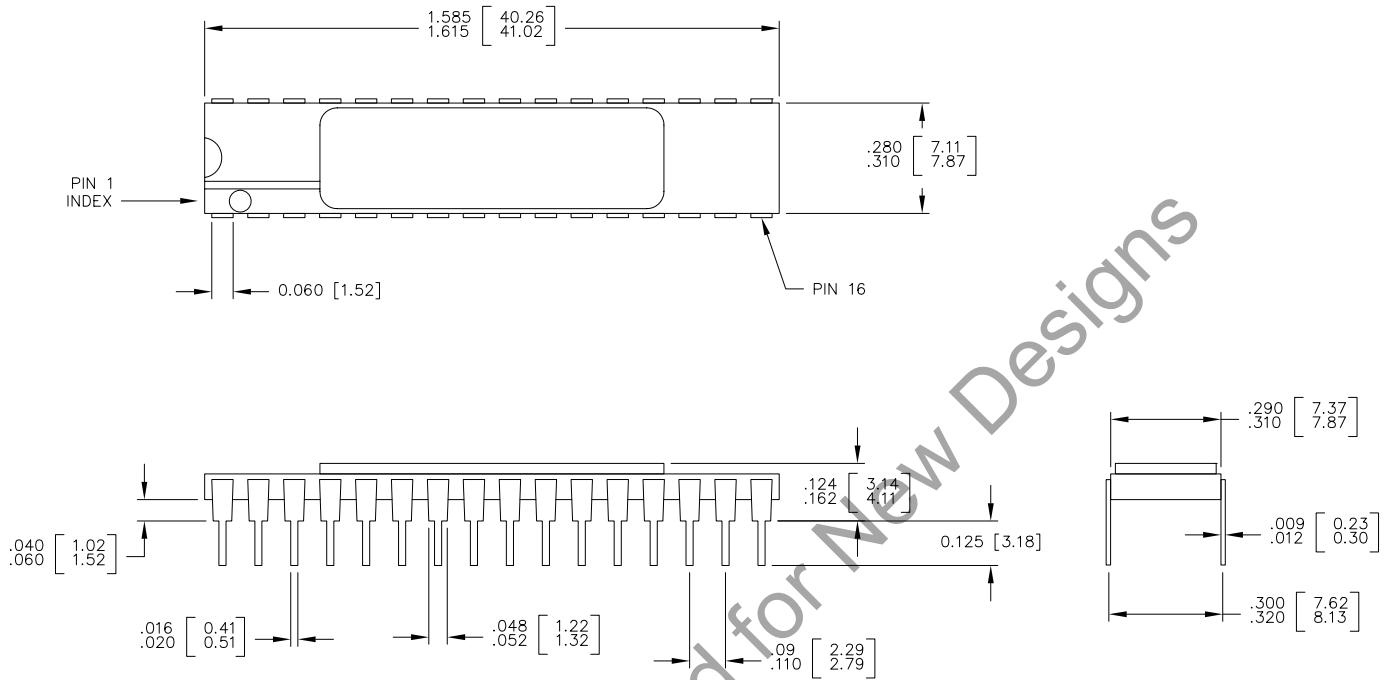 1.585 [ 40.26 ]
1.615 [ 41.02 ]
.280 [ 7.11 ]
.310 [ 7.87 ]
PIN 1
INDEX
0.060 [1.52]
PIN 16
.290 [ 7.37 ]
.310 [ 7.87 ]
.124 [ 3.14 ]
.162 [ 4.11 ]
.040 [ 1.02 ]
.060 [ 1.52 ]
0.125 [3.18]
.009 [ 0.23 ]
.012 [ 0.30 ]
.016 [ 0.41 ]
.020 [ 0.51 ]
.048 [ 1.22 ]
.052 [ 1.32 ]
.09 [ 2.29 ]
.110 [ 2.79 ]
.300 [ 7.62 ]
.320 [ 8.13 ]
for New Designs